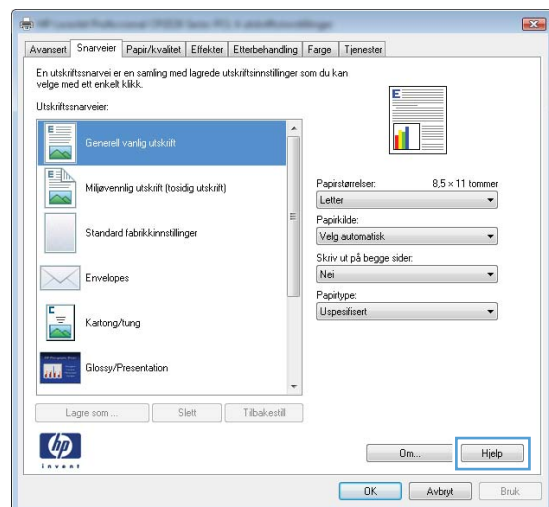 Avansert Snarveier Papir/kvalitet Effekter Etterbehandling Farge Tjenester
En utskriftssnarvei er en samling med lagrede utskriftsinnstillinger som du kan
velge med ett enkelt klikk.
Utskriftssnarveier:
E
Generell vanlig utskrift
Miljøvennlig utskrift (tosidig utskrift)
Standard fabrikkinnstillinger
Envelopes
Kartong/tung
Glossy/Presentation
Lagre som ... Slett Tilbakestill
E
Papirstørrelser: 8,5 × 11 tommer
Letter
Papirkilde:
Velg automatisk
Skriv ut på begge sider:
Nei
Papirtype:
Uspesifisert
hp
invent
Om... Hjelp
OK Avbryt Bruk